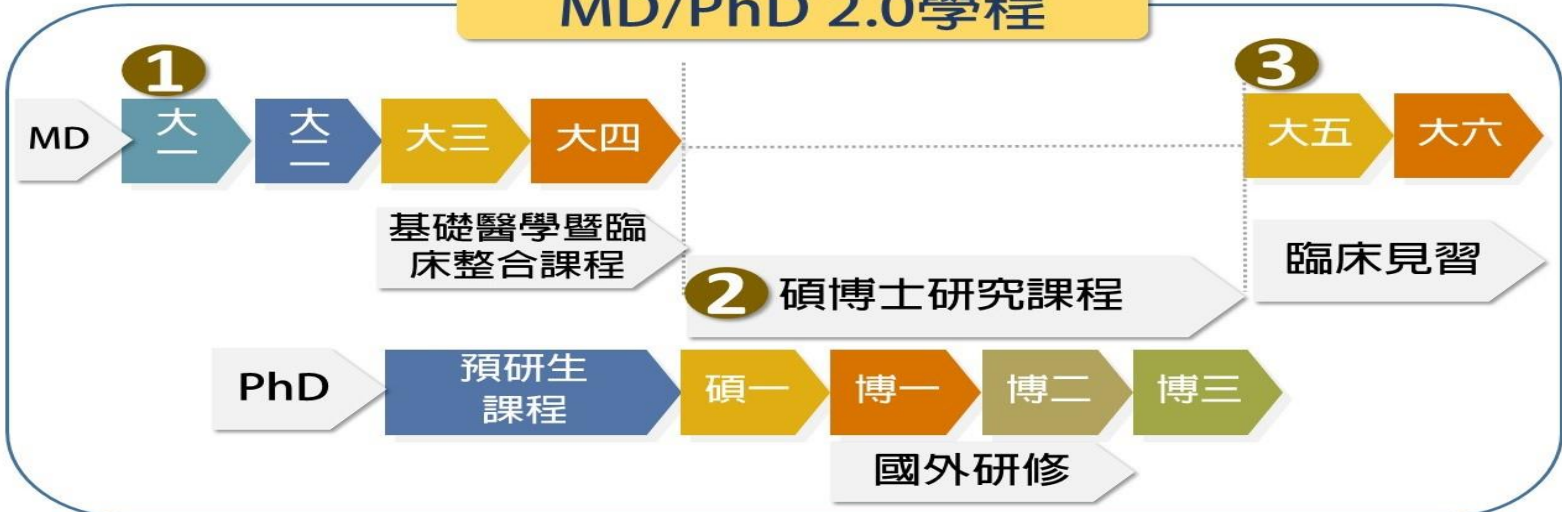 MD/PhD 2.0學程
1
3
MD
大一
大二
大三
大四
大五
大六
基礎醫學暨臨
床整合課程
臨床見習
2 碩博士研究課程
PhD
預研生
課程
碩一
博一
博二
博三
國外研修